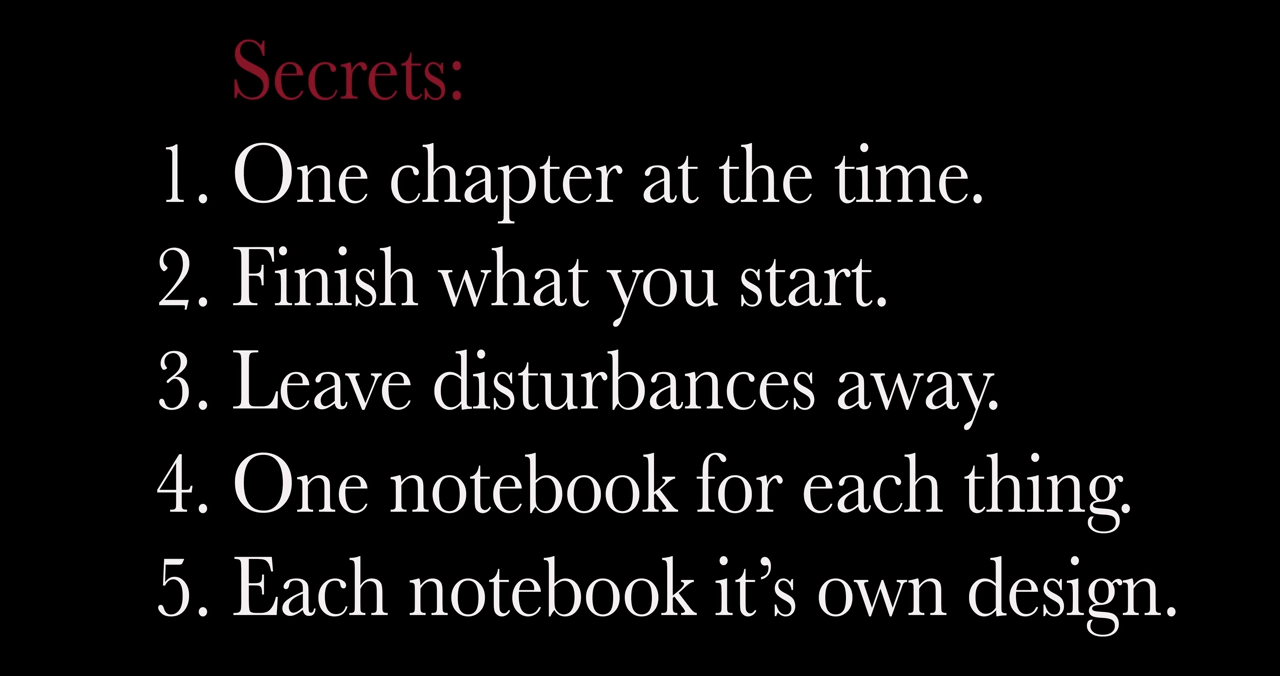 Secrets:
1. One chapter at the time.
2. Finish what you start.
3. Leave disturbances away.
4. One notebook for each thing.
5. Each notebook it’s own design.